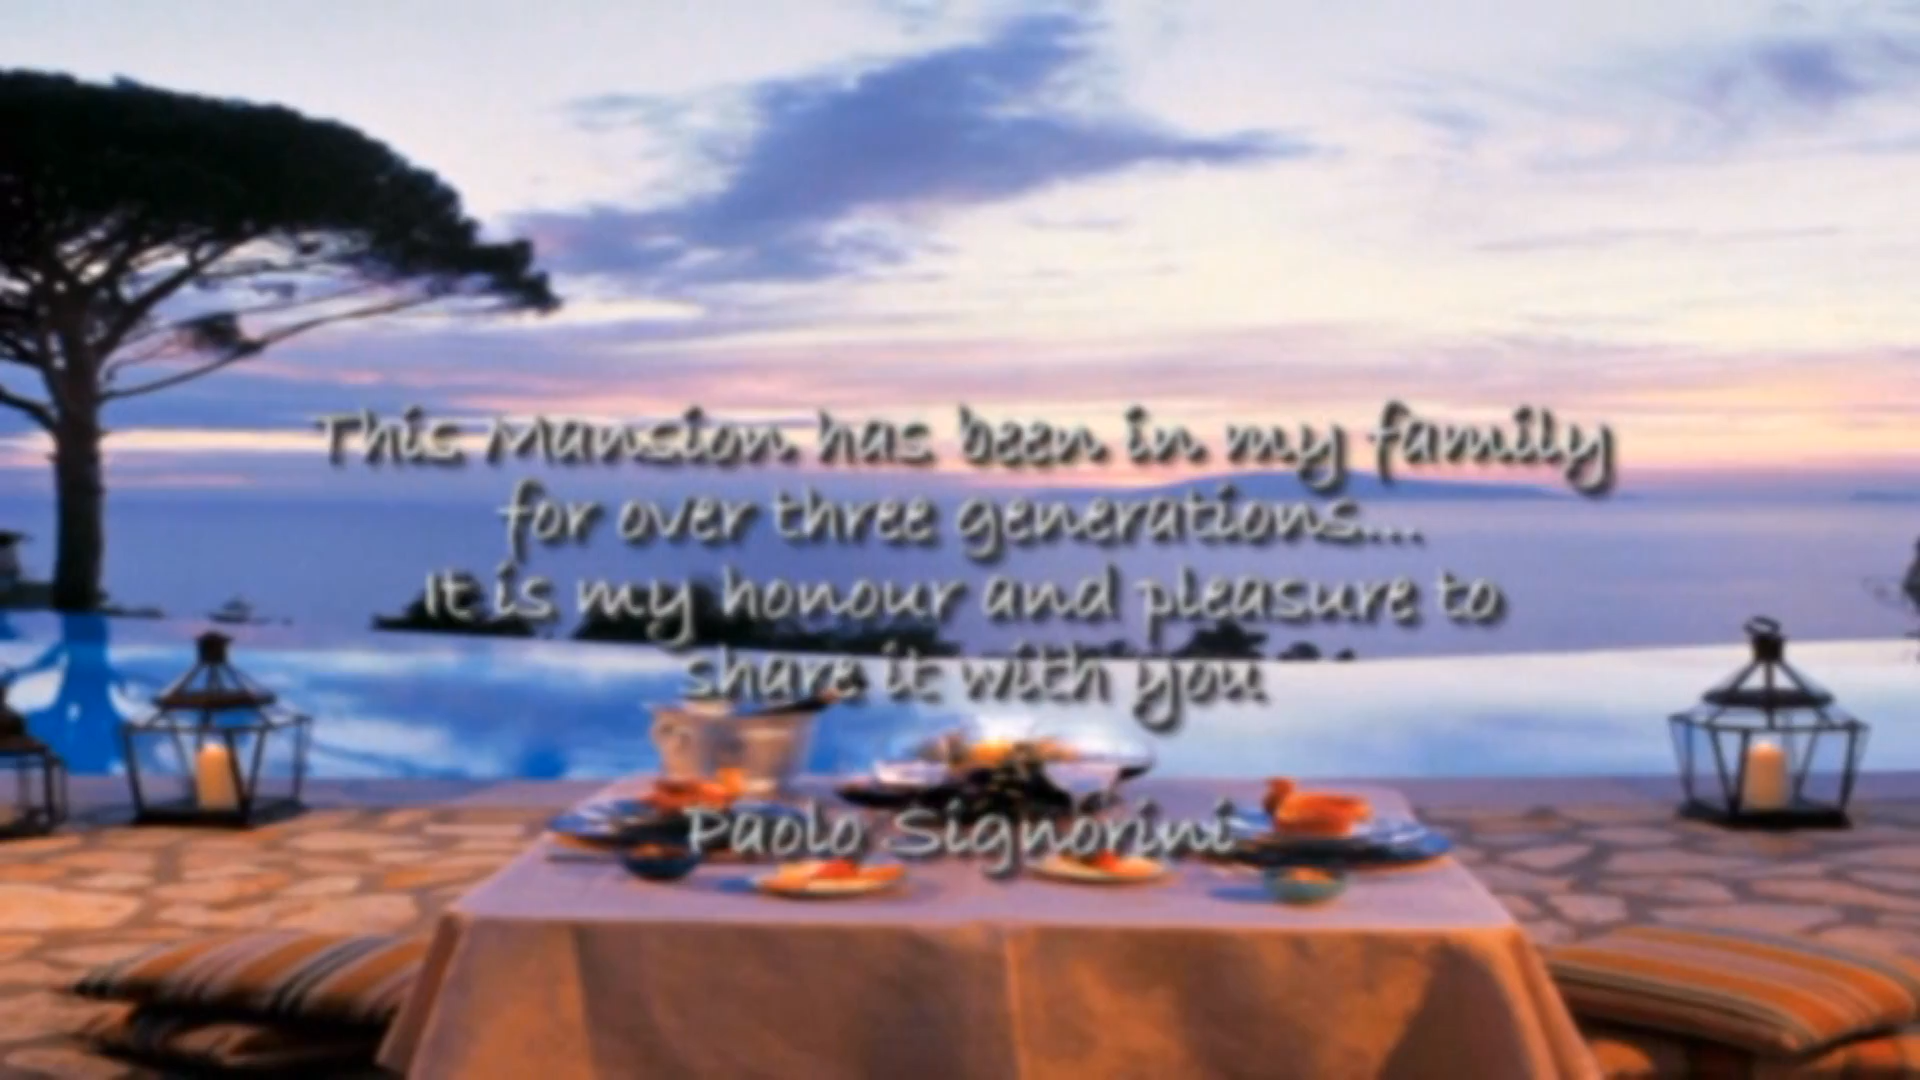 This Mansion has been in my family
for over three generations....
It is my honour and pleasure to
share it with you
Paolo Signorini